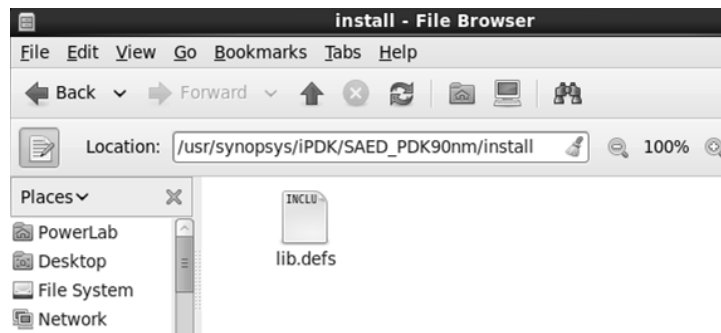 install - File Browser
File Edit View Go Bookmarks Tabs Help
Back Forward
Location: /usr/synopsys/iPDK/SAED_PDK90nm/install 100%
Places
INCLU
PowerLab
lib.defs
Desktop
File System
Network